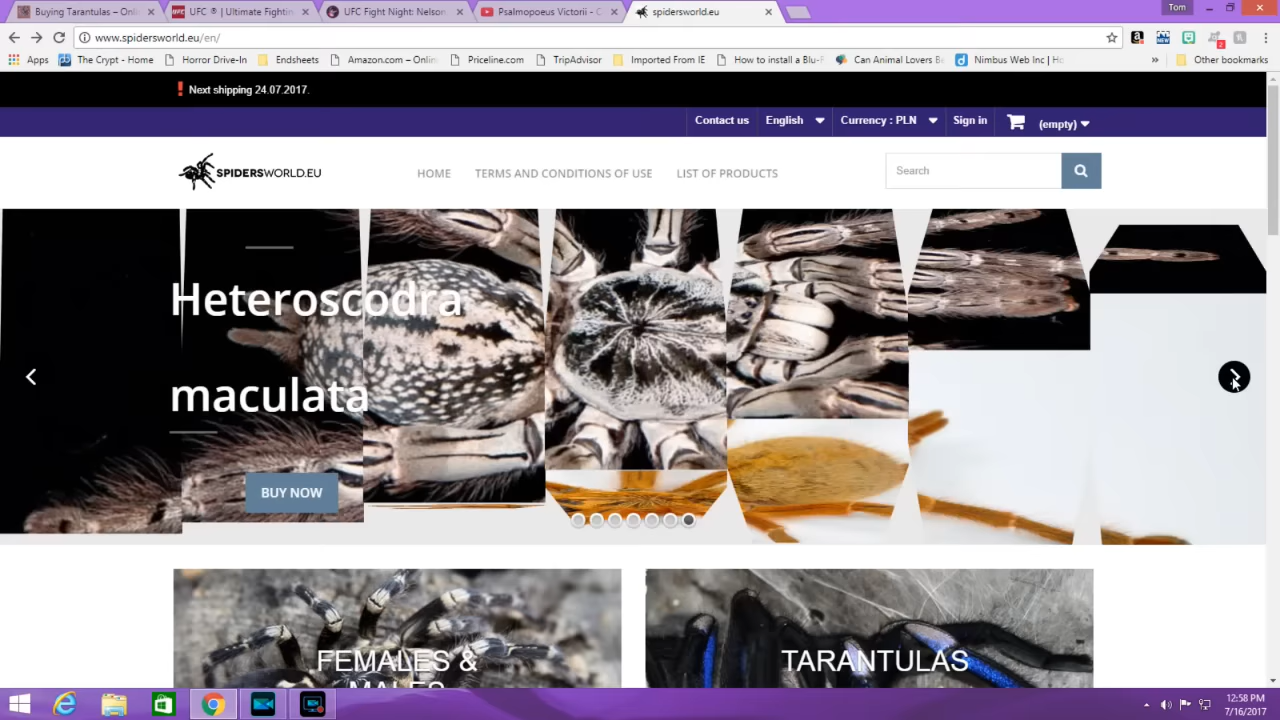 Buying Tarantulas – Onli
UFC ® | Ultimate Fightin
UFC Fight Night: Nelson
Psalmopoeus Victorii - C
spidersworld.eu
Tom
www.spidersworld.eu/en/
Apps
The Crypt - Home
Horror Drive-In
Endsheets
Amazon.com – Onlin
Priceline.com
TripAdvisor
Imported From IE
How to install a Blu-F
Can Animal Lovers Be
Nimbus Web Inc | Ho
»
Other bookmarks
Next shipping 24.07.2017.
Contact us
English
Currency : PLN
Sign in
(empty)
SPIDERSWORLD.EU
HOME
TERMS AND CONDITIONS OF USE
LIST OF PRODUCTS
Search
Heteroscodra
maculata
BUY NOW
FEMALES &
MALES
TARANTULAS
12:58 PM
7/16/2017